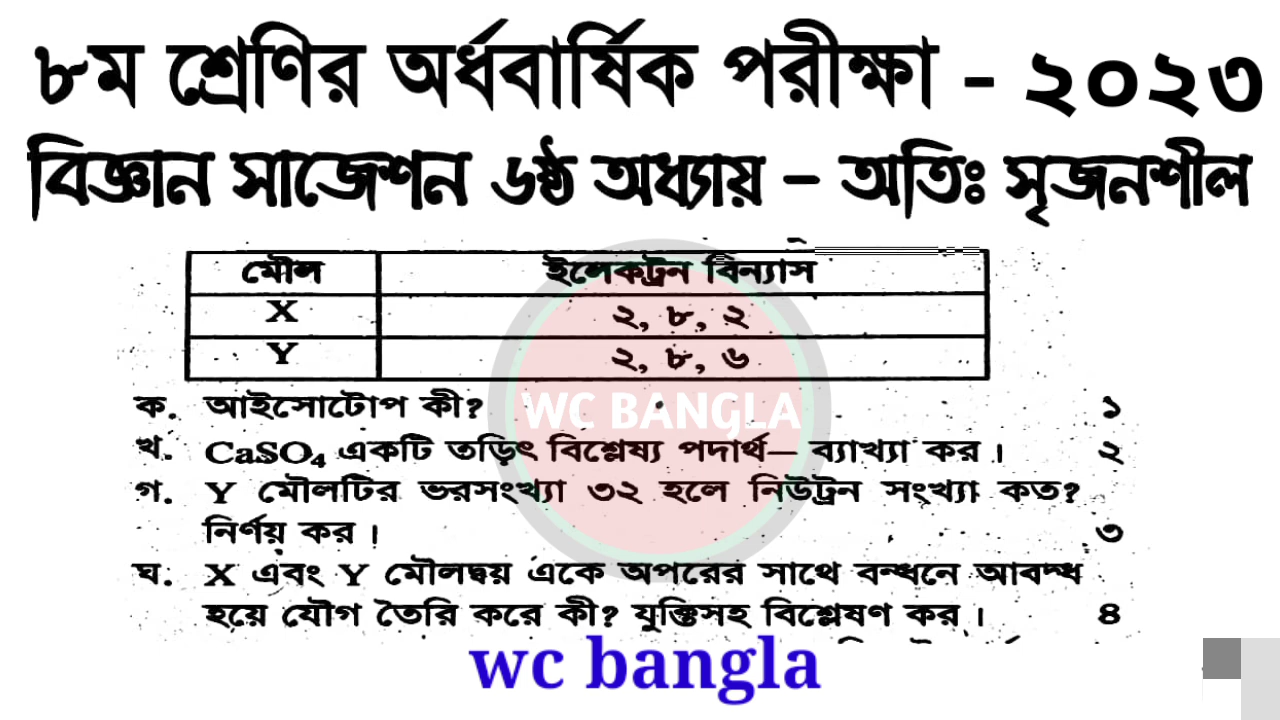 ৮ম শ্রেণির অর্ধবার্ষিক পরীক্ষা - ২০২৩
বিজ্ঞান সাজেশন ৬ষ্ঠ অধ্যায় – অতিঃ সৃজনশীল
মৌল ইলেকট্রন বিন্যাস
X ২, ৮, ২
Y ২, ৮, ৬
ক. আইসোটোপ কী? ১
খ. CaSO₄ একটি তড়িৎ বিশ্লেষ্য পদার্থ— ব্যাখ্যা কর। ২
গ. Y মৌলটির ভরসংখ্যা ৩২ হলে নিউট্রন সংখ্যা কত?
নির্ণয় কর। ৩
ঘ. X এবং Y মৌলদ্বয় একে অপরের সাথে বন্ধনে আবদ্ধ
হয়ে যৌগ তৈরি করে কী? যুক্তিসহ বিশ্লেষণ কর। ৪
WC BANGLA
wc bangla